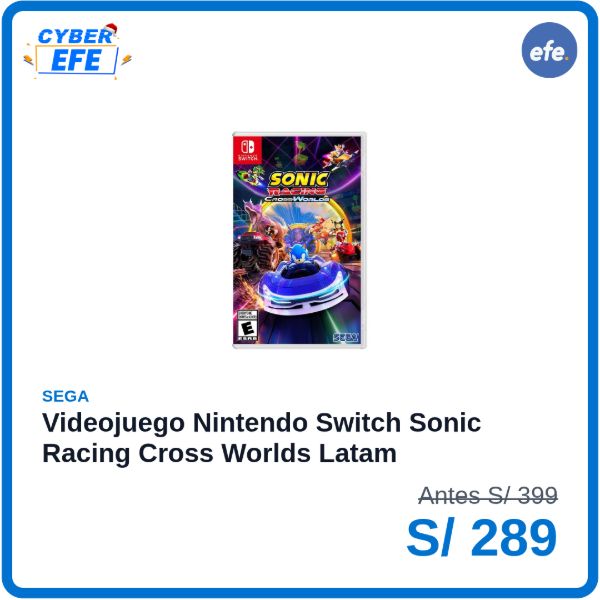 CYBER
EFE
efe.
NINTENDO
SWITCH
SONIC
RACING
CROSSWORLDS
E
ESRB
SEGA
SEGA
Videojuego Nintendo Switch Sonic
Racing Cross Worlds Latam
Antes S/ 399
S/ 289